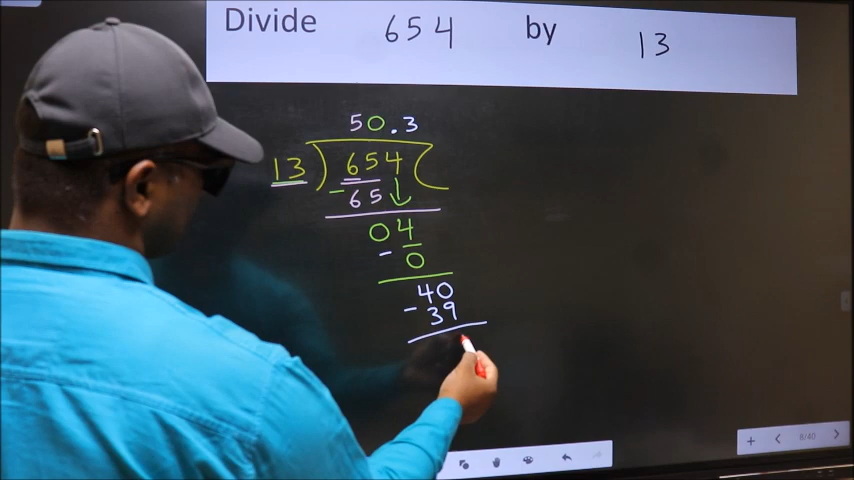 Divide 654 by 13
50.3
13 ) 654 (
- 65
04
- 0
40
- 39
+ < 8/40 >